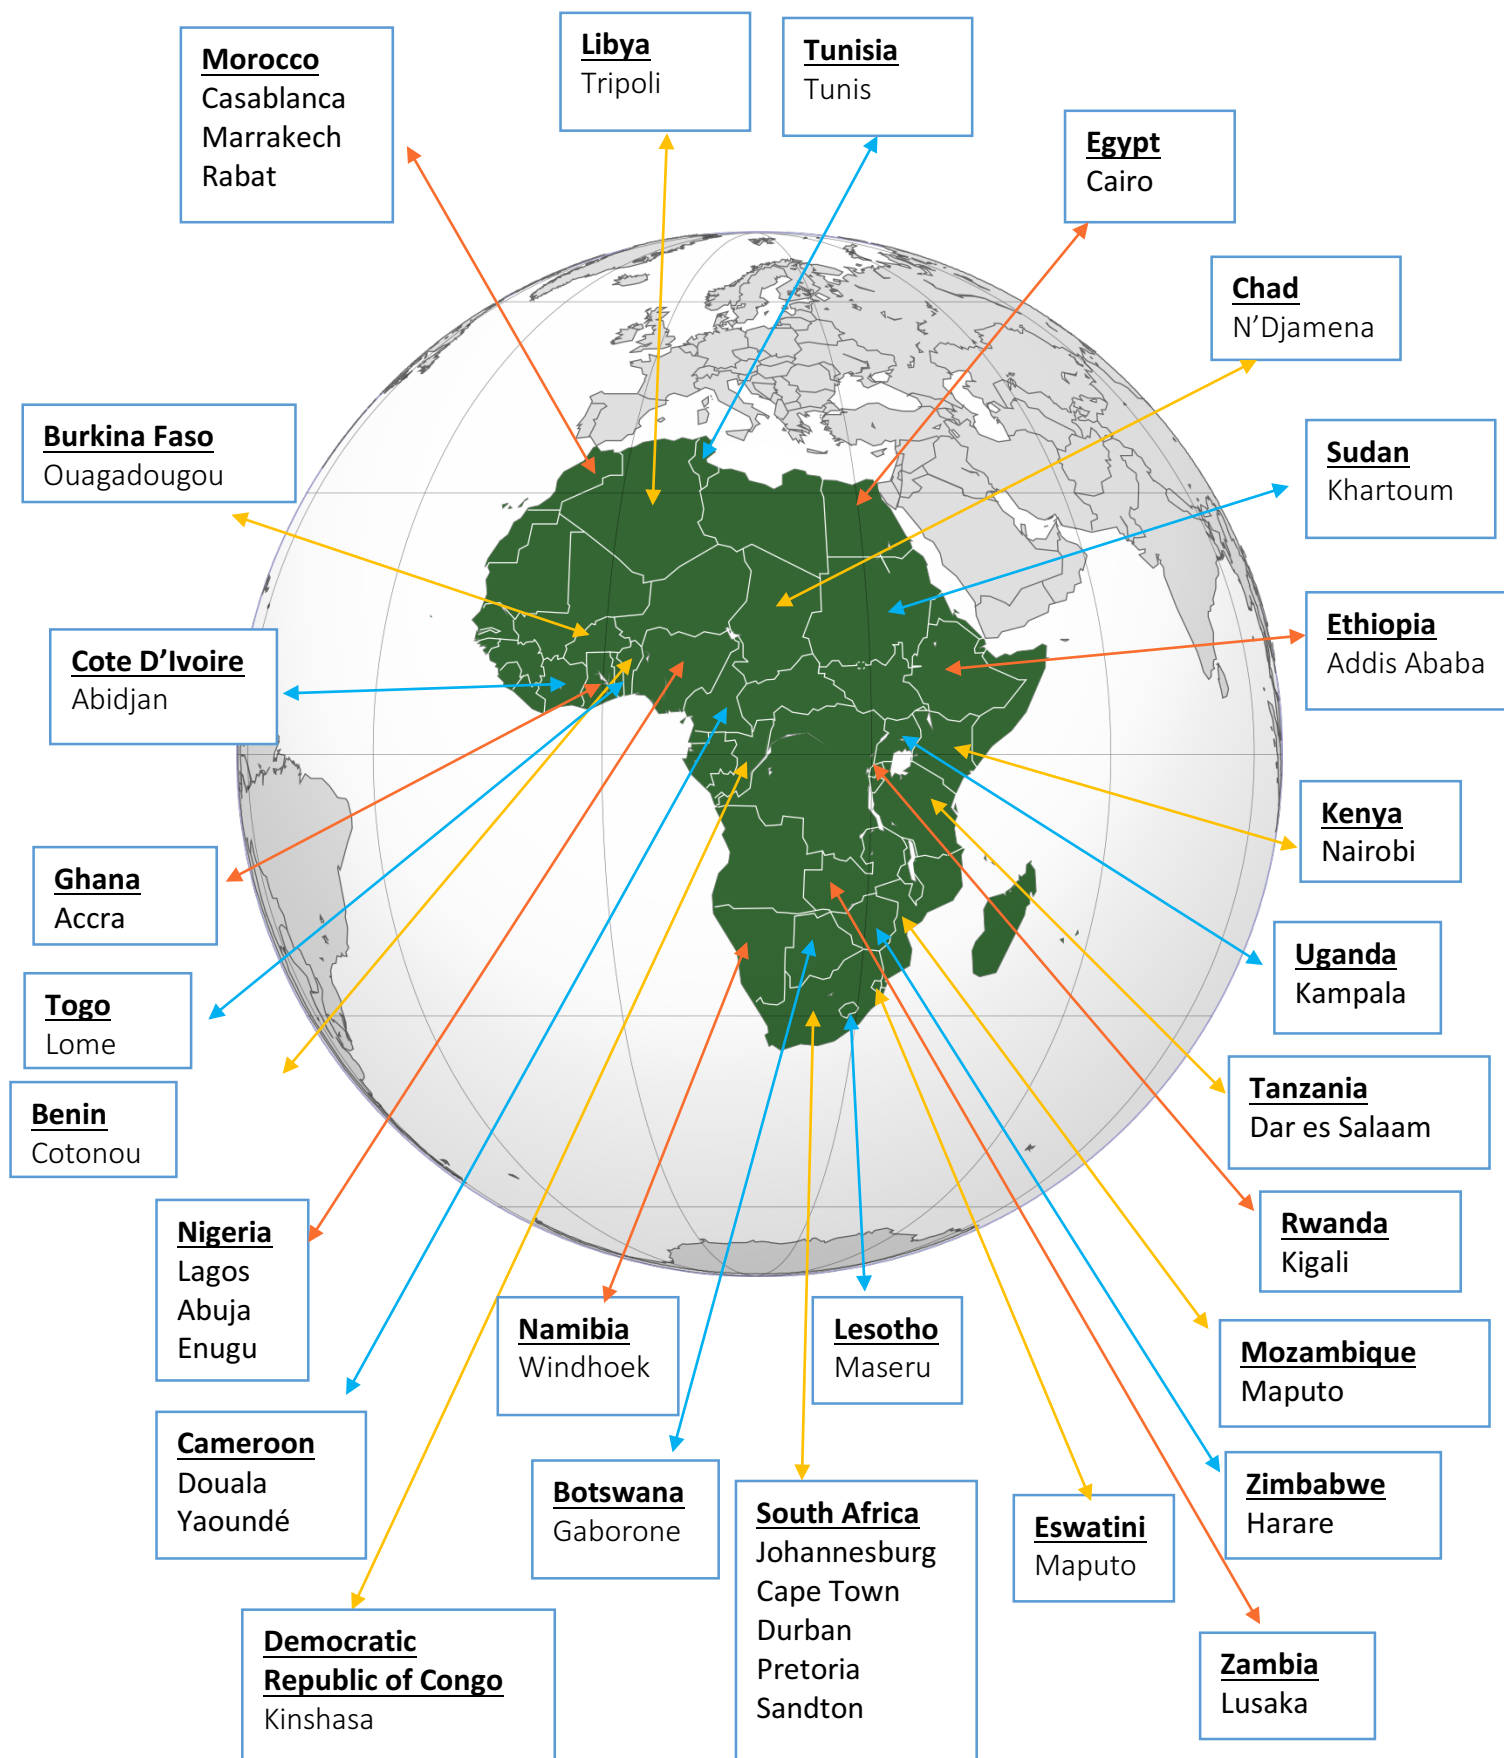 Morocco
Casablanca
Marrakech
Rabat
Libya
Tripoli
Tunisia
Tunis
Egypt
Cairo
Chad
N’Djamena
Burkina Faso
Ouagadougou
Sudan
Khartoum
Cote D’Ivoire
Abidjan
Ethiopia
Addis Ababa
Ghana
Accra
Kenya
Nairobi
Togo
Lome
Uganda
Kampala
Benin
Cotonou
Tanzania
Dar es Salaam
Nigeria
Lagos
Abuja
Enugu
Rwanda
Kigali
Namibia
Windhoek
Lesotho
Maseru
Mozambique
Maputo
Cameroon
Douala
Yaoundé
Botswana
Gaborone
South Africa
Johannesburg
Cape Town
Durban
Pretoria
Sandton
Eswatini
Maputo
Zimbabwe
Harare
Democratic
Republic of Congo
Kinshasa
Zambia
Lusaka